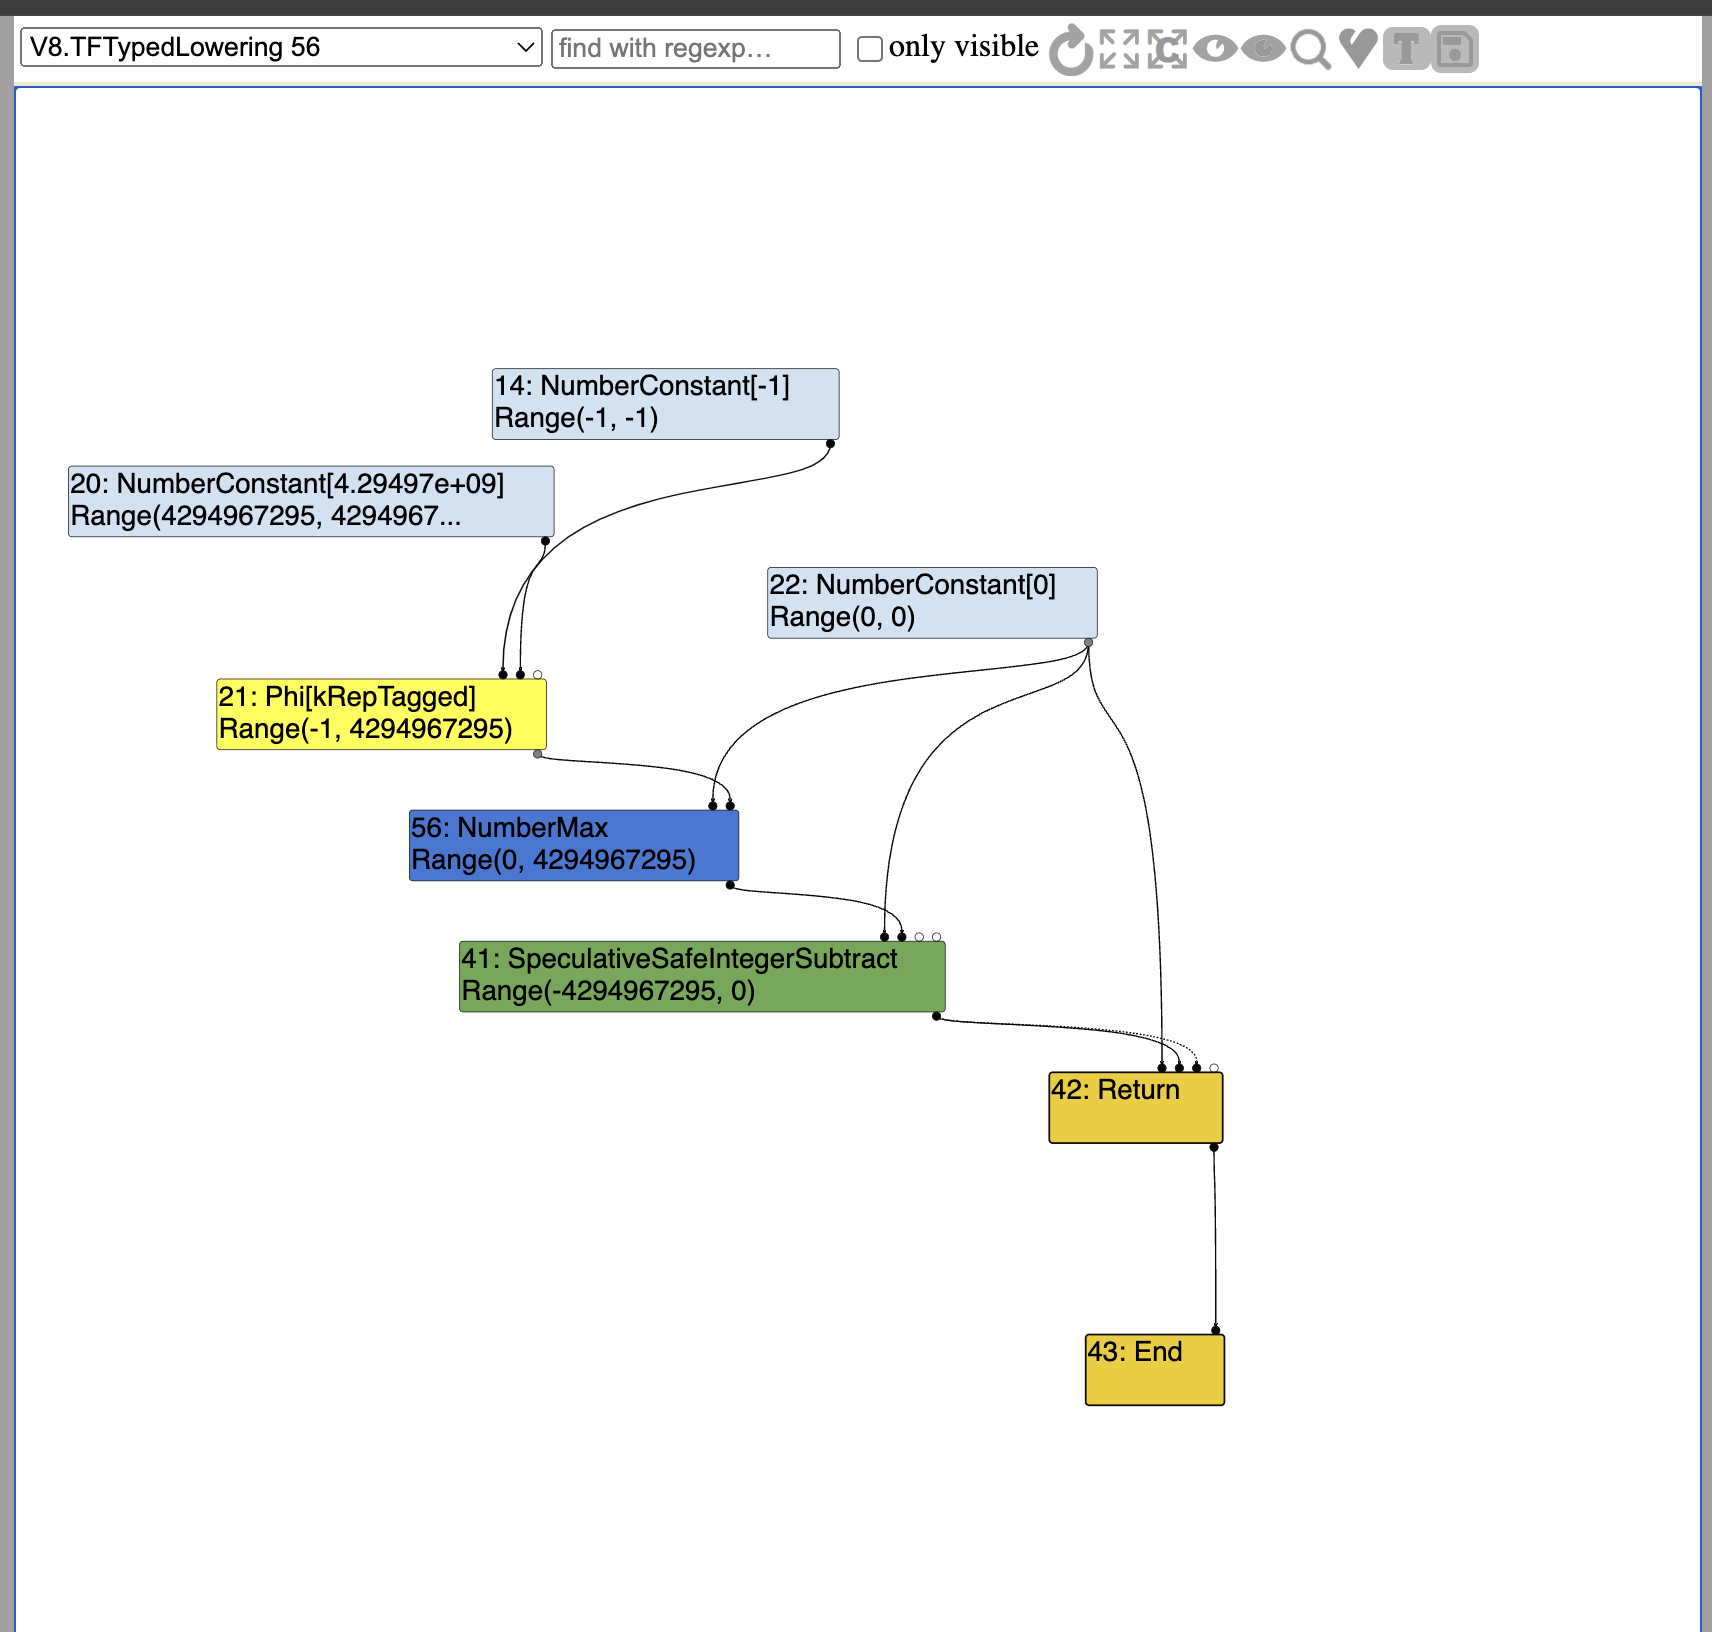 V8.TFTypedLowering 56
find with regexp...
only visible
14: NumberConstant[-1]
Range(-1, -1)
20: NumberConstant[4.29497e+09]
Range(4294967295, 4294967...
22: NumberConstant[0]
Range(0, 0)
21: Phi[kRepTagged]
Range(-1, 4294967295)
56: NumberMax
Range(0, 4294967295)
41: SpeculativeSafeIntegerSubtract
Range(-4294967295, 0)
42: Return
43: End